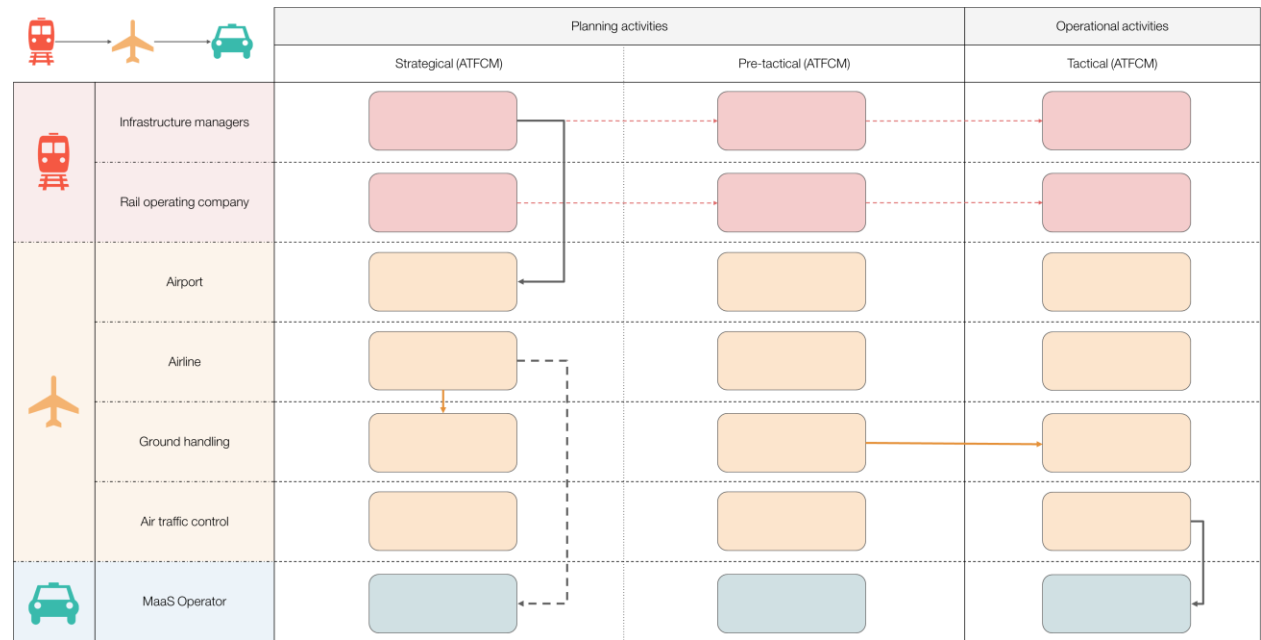 Planning activities
Operational activities
Strategical (ATFCM)
Pre-tactical (ATFCM)
Tactical (ATFCM)
Infrastructure managers
Rail operating company
Airport
Airline
Ground handling
Air traffic control
MaaS Operator